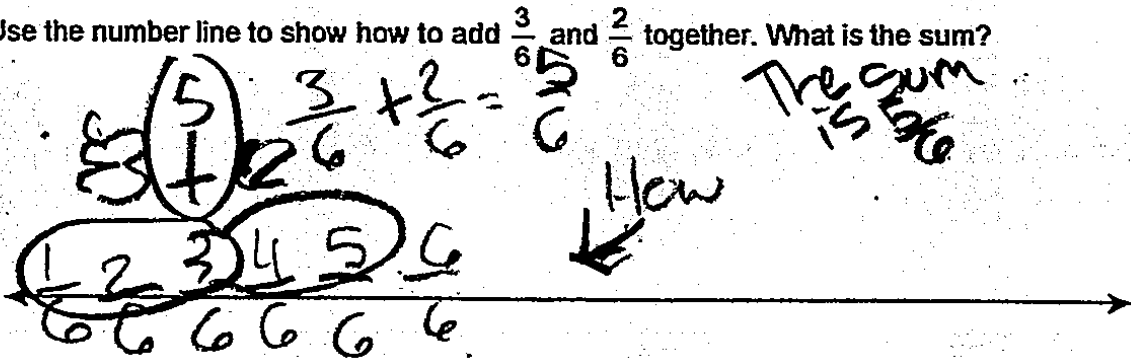 Use the number line to show how to add 3/6 and 2/6 together. What is the sum?
3/6 + 2/6 = 5/6
The sum
is 5/6
5
3 + 2
How
1/6 2/6 3/6 4/6 5/6 6/6